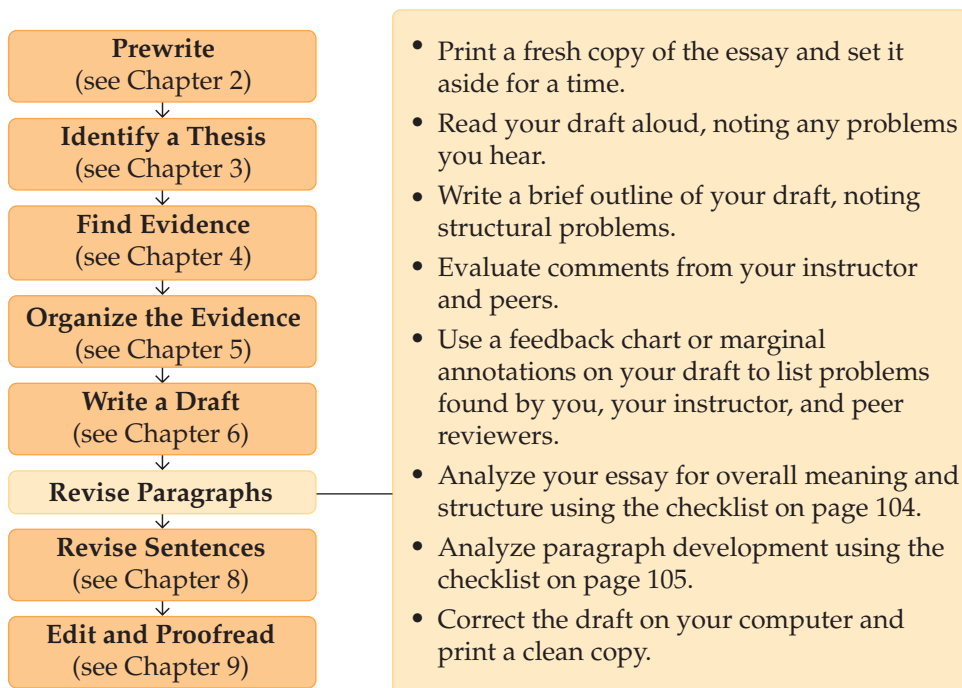 Prewrite
(see Chapter 2)
Identify a Thesis
(see Chapter 3)
Find Evidence
(see Chapter 4)
Organize the Evidence
(see Chapter 5)
Write a Draft
(see Chapter 6)
Revise Paragraphs
Revise Sentences
(see Chapter 8)
Edit and Proofread
(see Chapter 9)
• Print a fresh copy of the essay and set it
aside for a time.
• Read your draft aloud, noting any problems
you hear.
• Write a brief outline of your draft, noting
structural problems.
• Evaluate comments from your instructor
and peers.
• Use a feedback chart or marginal
annotations on your draft to list problems
found by you, your instructor, and peer
reviewers.
• Analyze your essay for overall meaning and
structure using the checklist on page 104.
• Analyze paragraph development using the
checklist on page 105.
• Correct the draft on your computer and
print a clean copy.